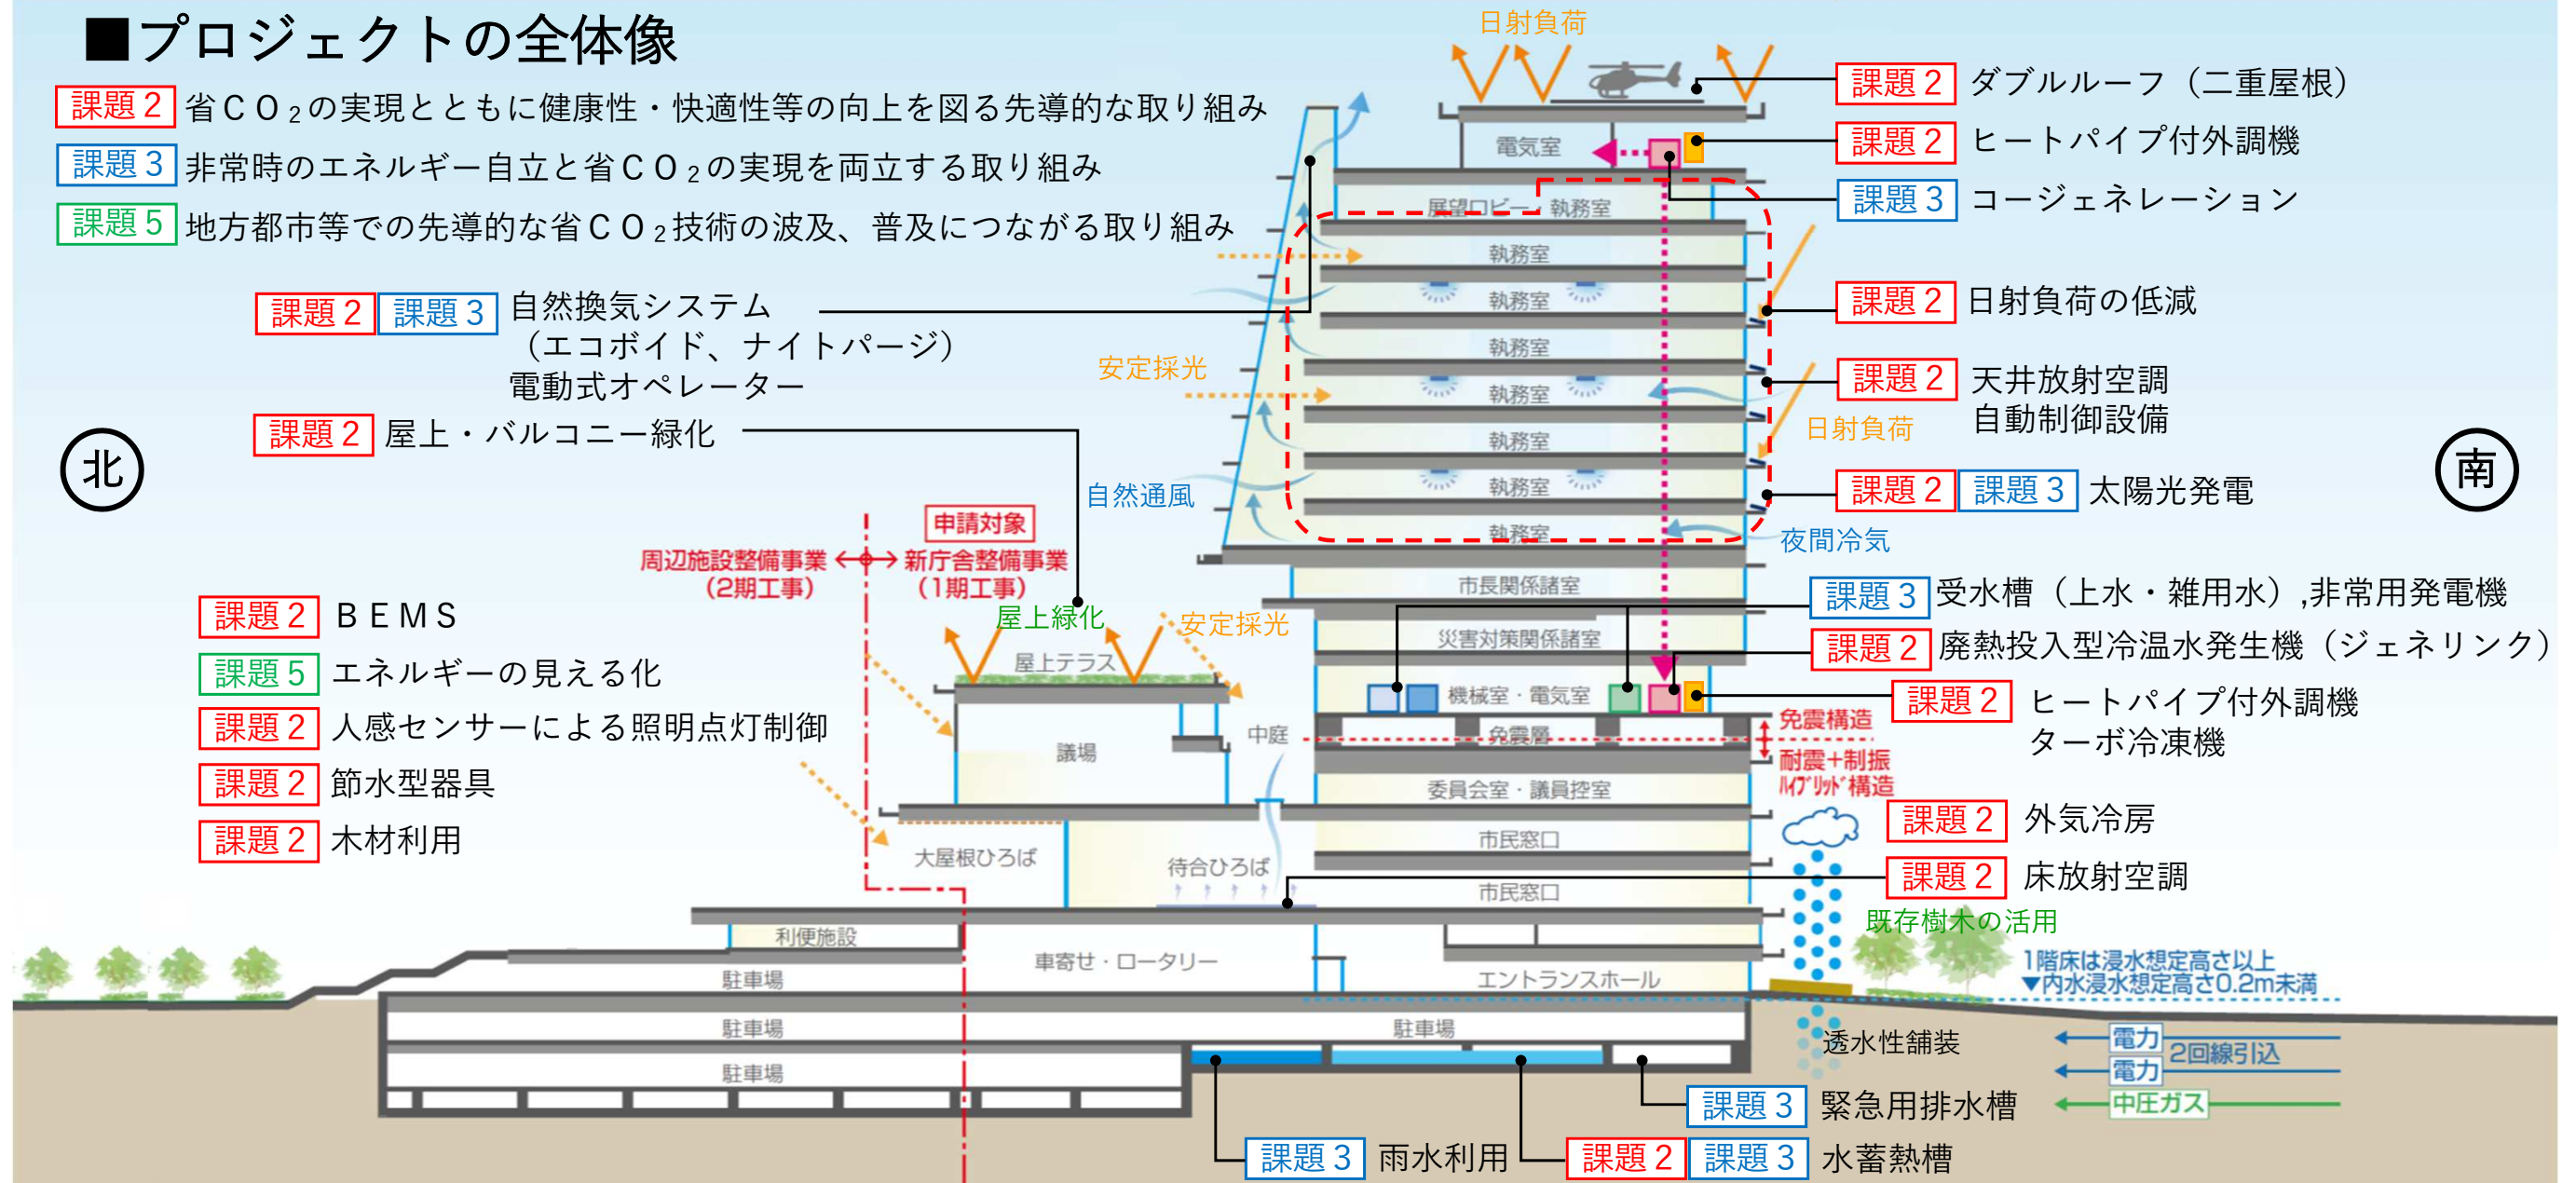 ■プロジェクトの全体像
課題2 省ＣＯ₂の実現とともに健康性・快適性等の向上を図る先導的な取り組み
課題3 非常時のエネルギー自立と省ＣＯ₂の実現を両立する取り組み
課題5 地方都市等での先導的な省ＣＯ₂技術の波及、普及につながる取り組み
課題2 課題3 自然換気システム
（エコボイド、ナイトパージ）
電動式オペレーター
課題2 屋上・バルコニー緑化
北
課題2 ＢＥＭＳ
課題5 エネルギーの見える化
課題2 人感センサーによる照明点灯制御
課題2 節水型器具
課題2 木材利用
申請対象
周辺施設整備事業
(2期工事)
新庁舎整備事業
(1期工事)
屋上緑化
屋上テラス
安定採光
議場
中庭
大屋根ひろば
待合ひろば
利便施設
車寄せ・ロータリー
駐車場
駐車場
駐車場
日射負荷
電気室
展望ロビー・執務室
執務室
執務室
執務室
執務室
執務室
執務室
執務室
安定採光
自然通風
市長関係諸室
災害対策関係諸室
機械室・電気室
免震層
委員会室・議員控室
市民窓口
市民窓口
エントランスホール
駐車場
課題2 ダブルルーフ（二重屋根）
課題2 ヒートパイプ付外調機
課題3 コージェネレーション
課題2 日射負荷の低減
課題2 天井放射空調
自動制御設備
日射負荷
南
課題2 課題3 太陽光発電
夜間冷気
課題3 受水槽（上水・雑用水）,非常用発電機
課題2 廃熱投入型冷温水発生機（ジェネリンク）
課題2 ヒートパイプ付外調機
ターボ冷凍機
免震構造
耐震+制振
ﾊｲﾌﾞﾘｯﾄﾞ構造
課題2 外気冷房
課題2 床放射空調
既存樹木の活用
1階床は浸水想定高さ以上
▼内水浸水想定高さ0.2m未満
透水性舗装
電力
2回線引込
電力
中圧ガス
課題3 緊急用排水槽
課題3 雨水利用
課題2 課題3 水蓄熱槽